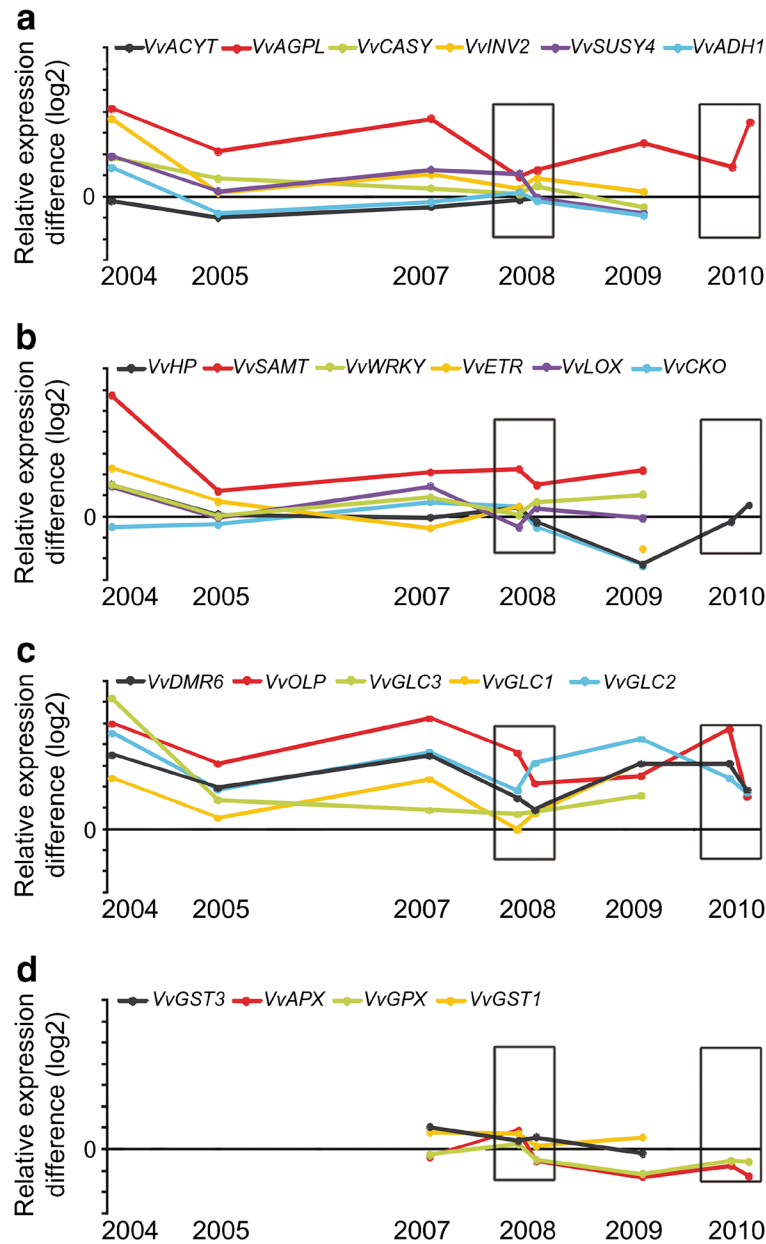 a
VvACYT VvAGPL VvCASY VvINV2 VvSUSY4 VvADH1
Relative expression
difference (log2)
0
2004 2005 2007 2008 2009 2010
b
VvHP VvSAMT VvWRKY VvETR VvLOX VvCKO
Relative expression
difference (log2)
0
2004 2005 2007 2008 2009 2010
c
VvDMR6 VvOLP VvGLC3 VvGLC1 VvGLC2
Relative expression
difference (log2)
0
2004 2005 2007 2008 2009 2010
d
VvGST3 VvAPX VvGPX VvGST1
Relative expression
difference (log2)
0
2004 2005 2007 2008 2009 2010